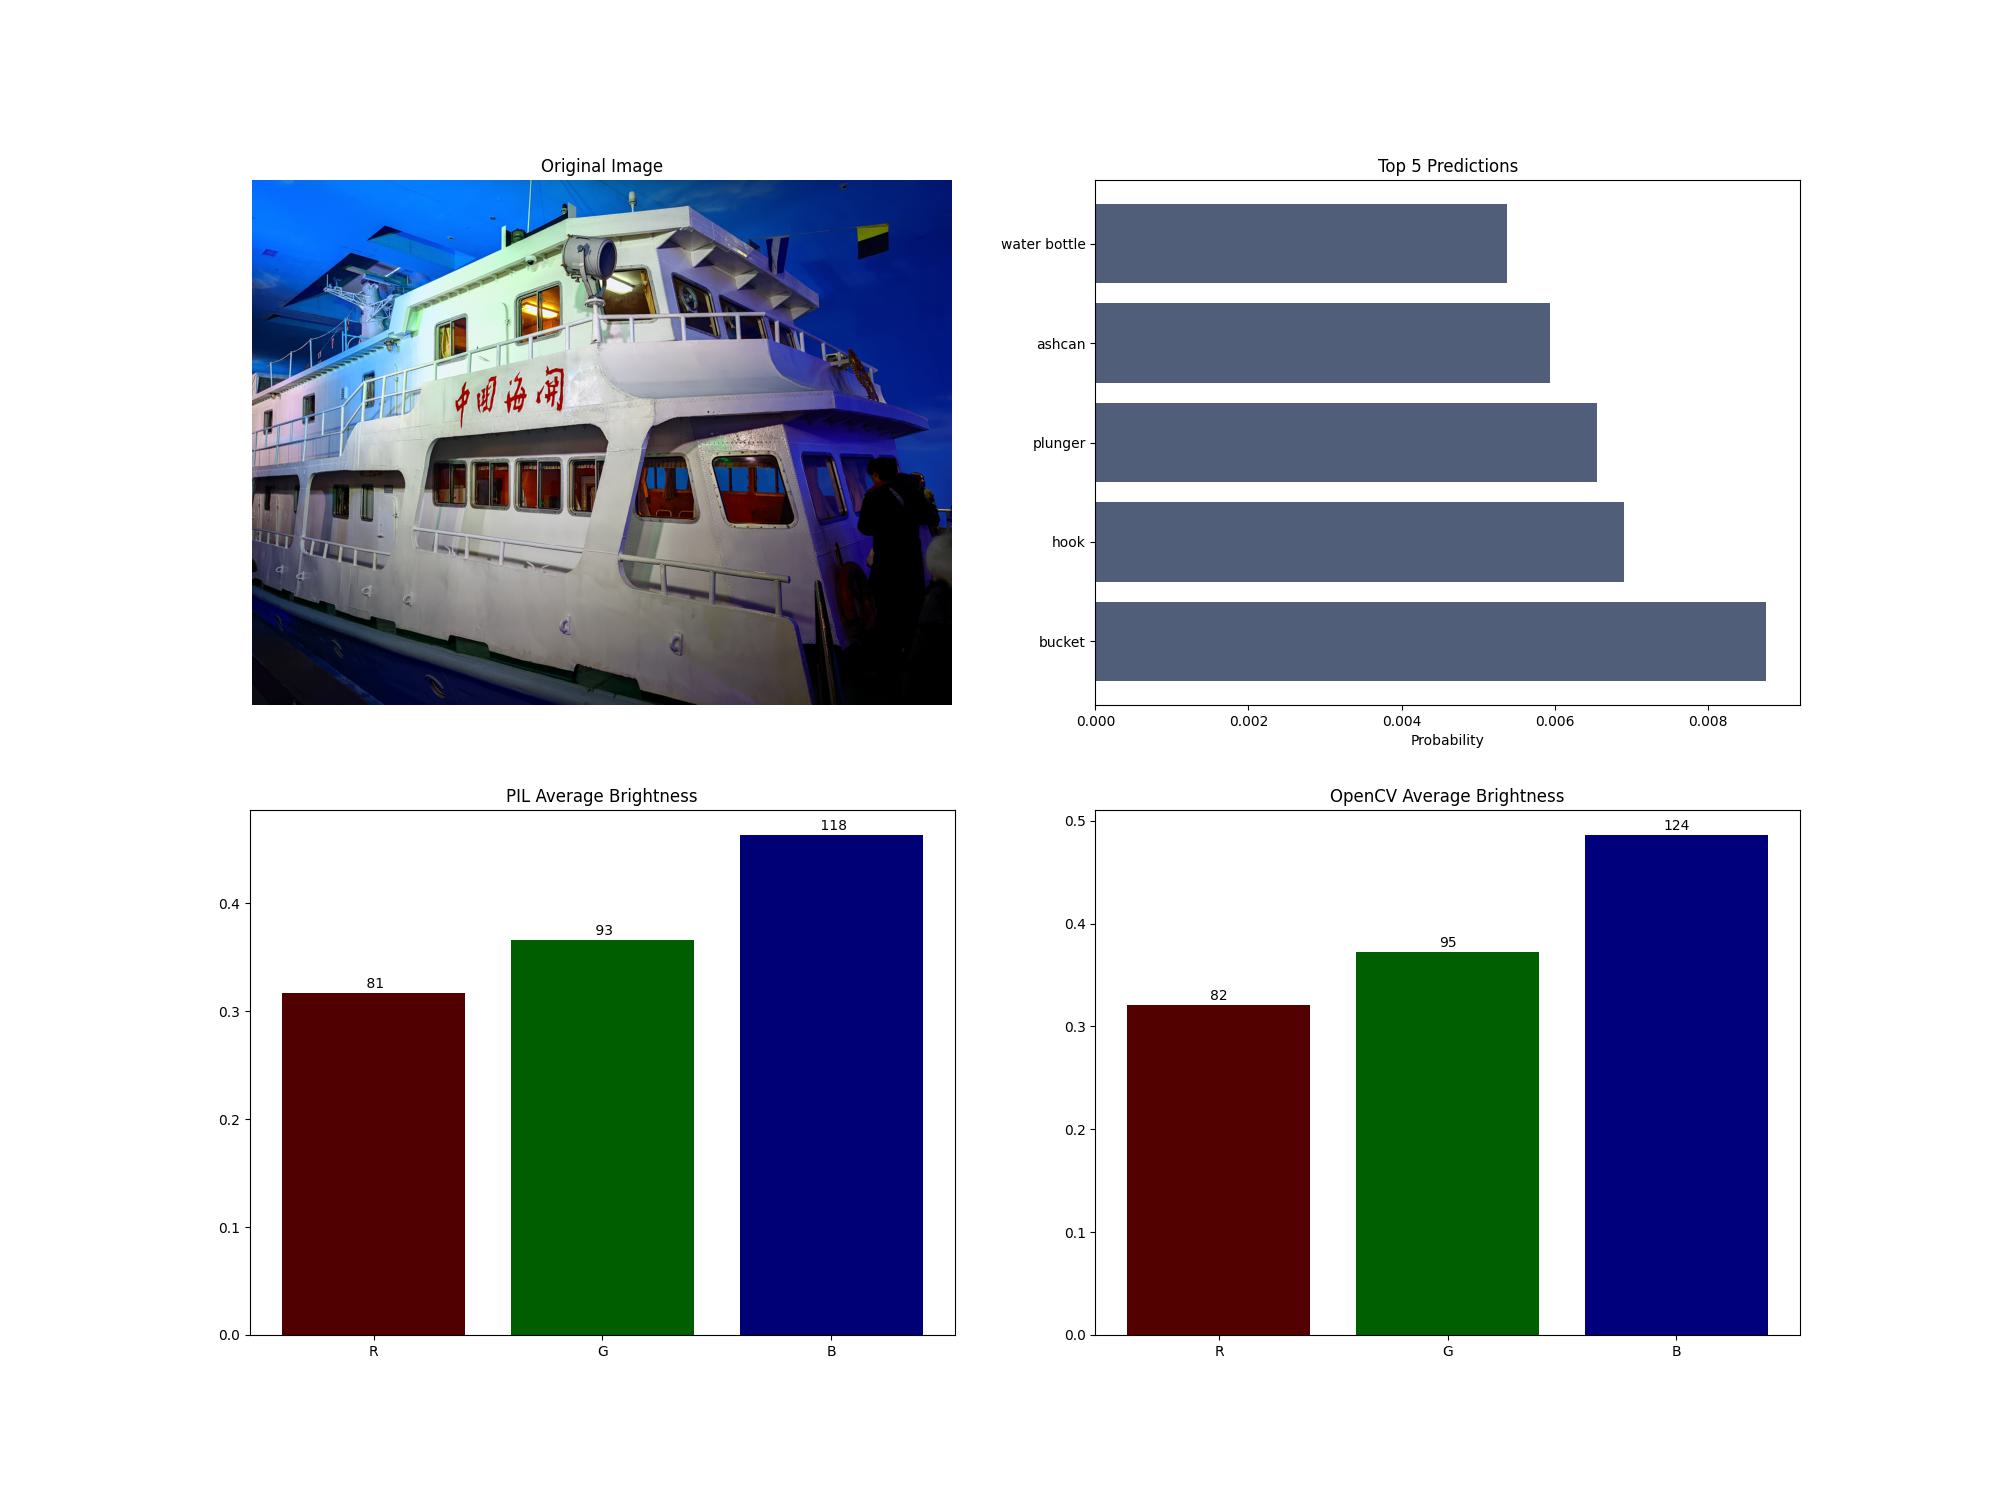 Original Image
中国海关
Top 5 Predictions
water bottle
ashcan
plunger
hook
bucket
0.000 0.002 0.004 0.006 0.008
Probability
PIL Average Brightness
118
93
81
0.4
0.3
0.2
0.1
0.0
R G B
OpenCV Average Brightness
124
95
82
0.5
0.4
0.3
0.2
0.1
0.0
R G B